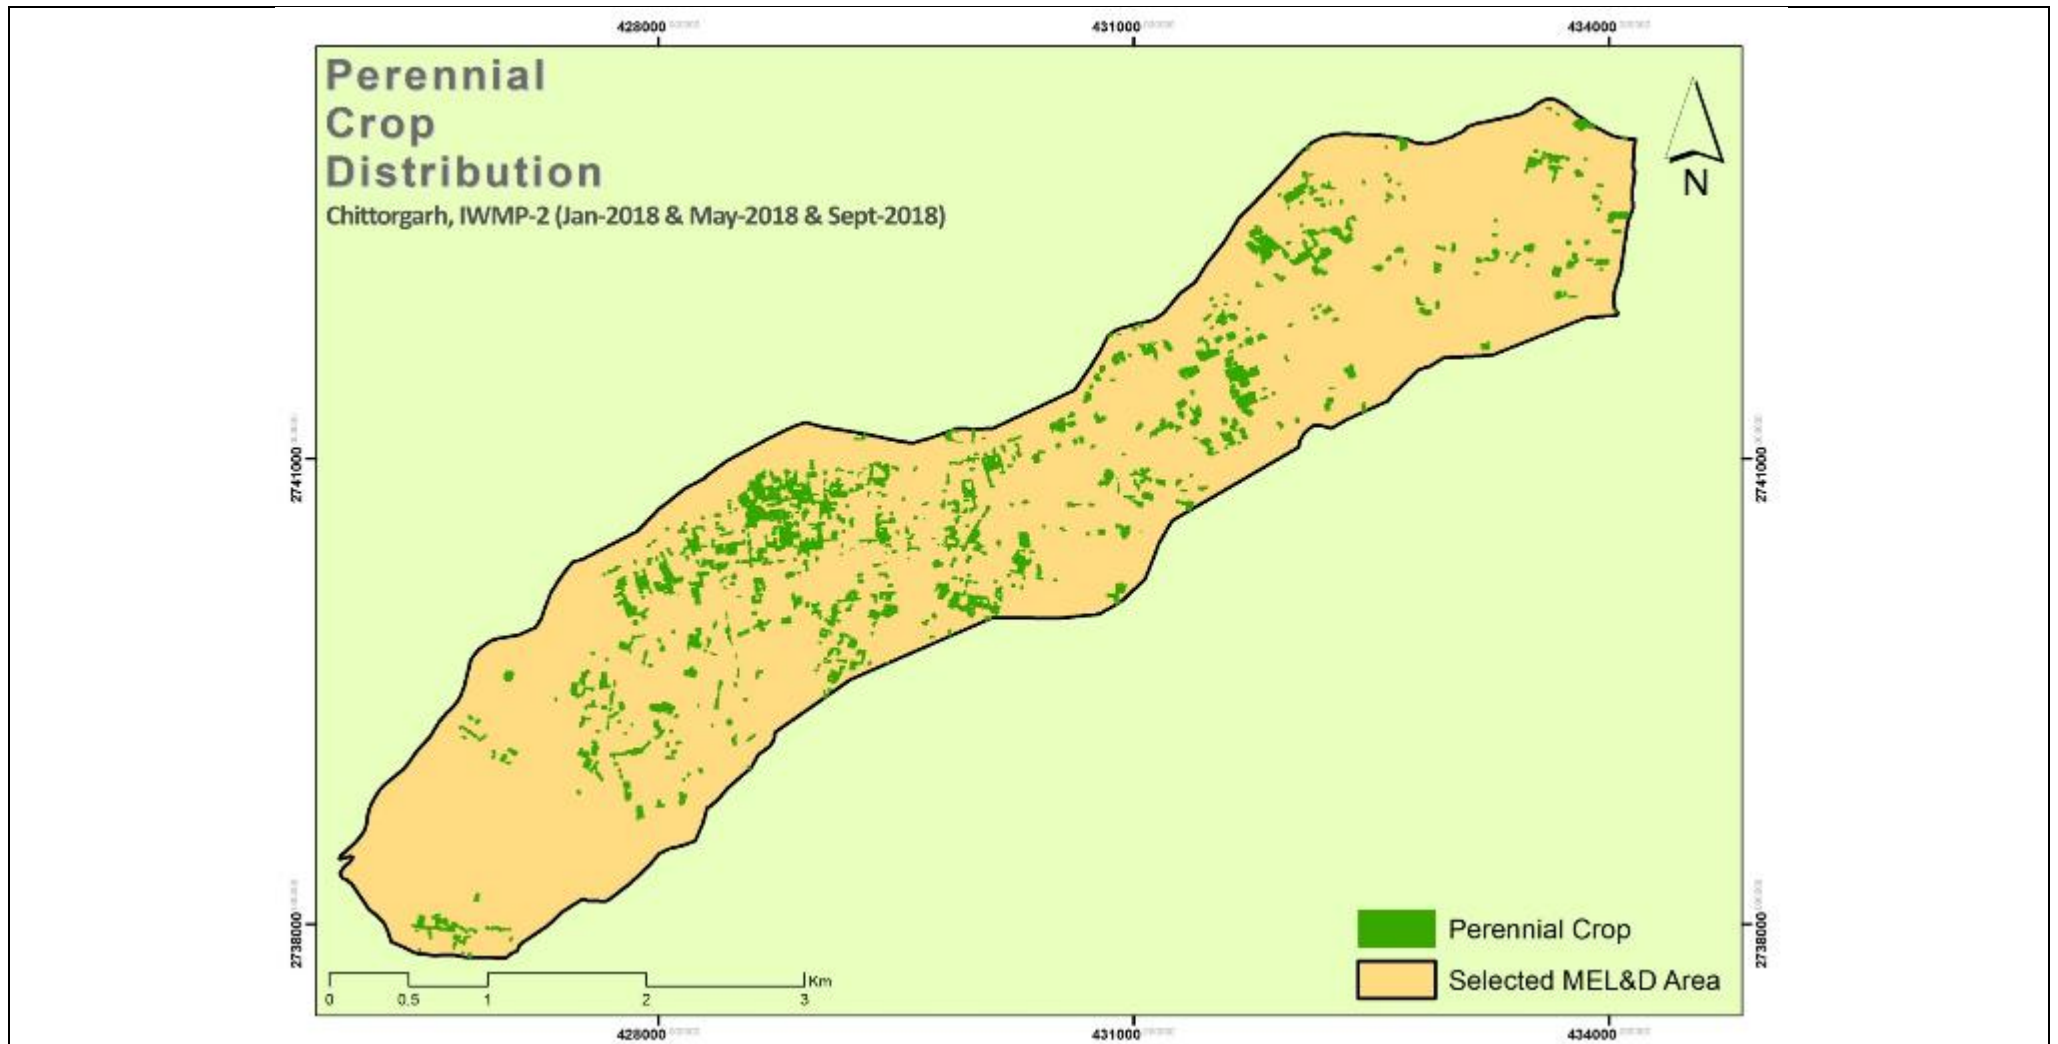 428000
431000
434000
Perennial
Crop
Distribution
Chittorgarh, IWMP-2 (Jan-2018 & May-2018 & Sept-2018)
N
2741000
2741000
2738000
2738000
Perennial Crop
Selected MEL&D Area
Km
0 0.5 1 2 3
428000
431000
434000